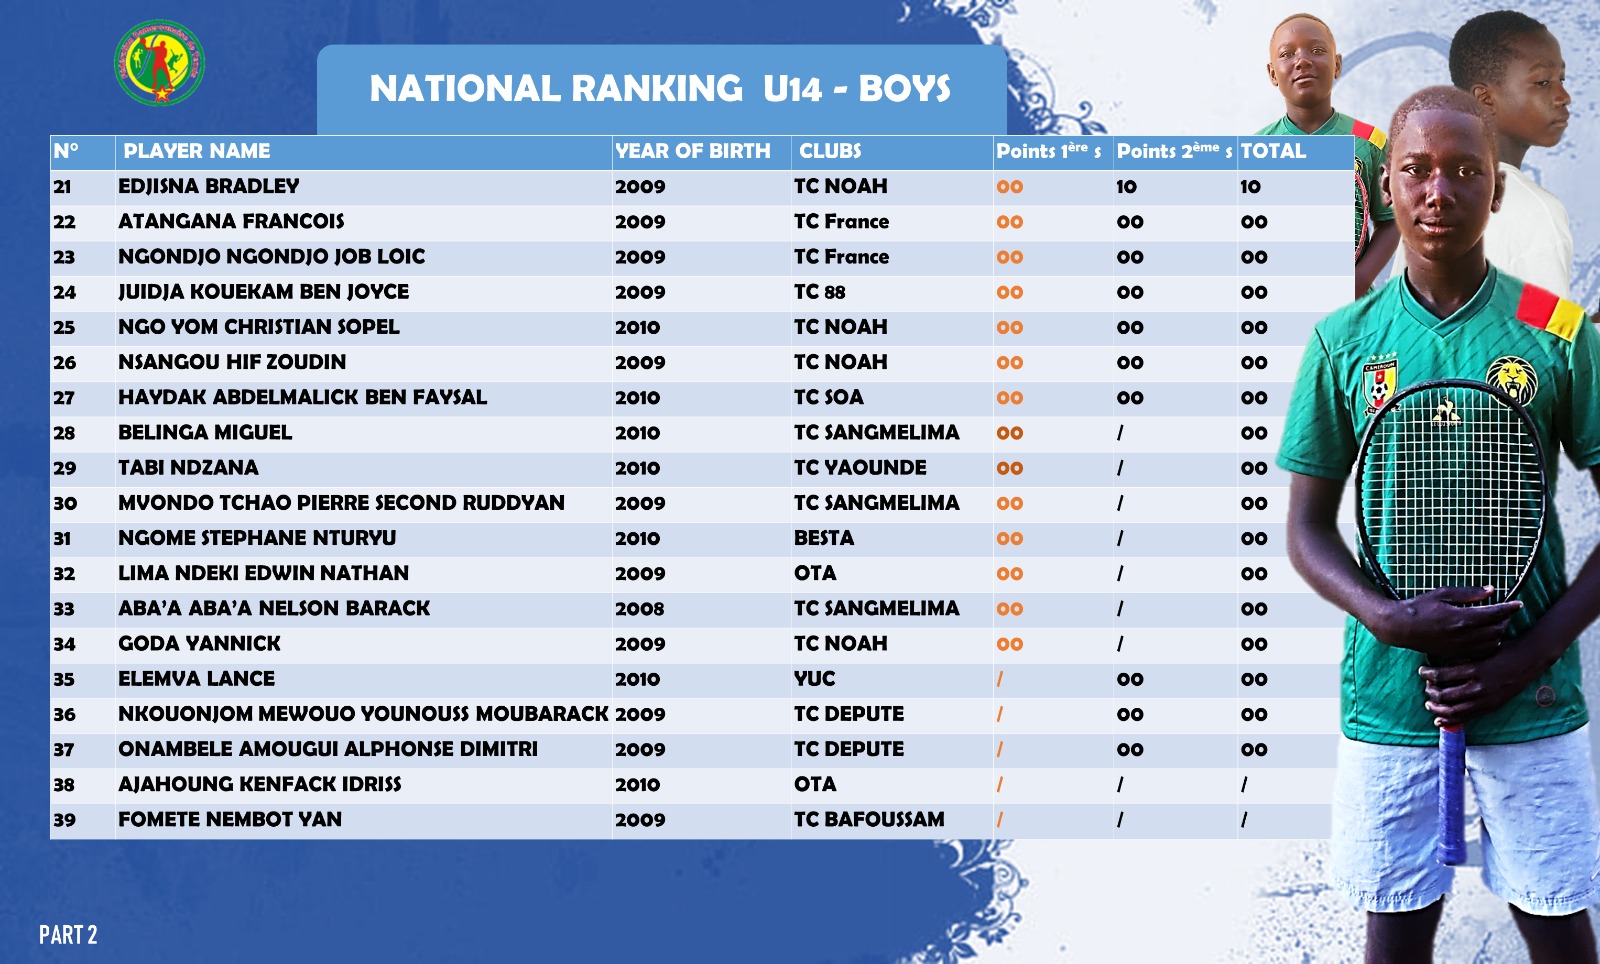 NATIONAL RANKING U14 - BOYS
N° PLAYER NAME YEAR OF BIRTH CLUBS Points 1ère s Points 2ème s TOTAL
21 EDJISNA BRADLEY 2009 TC NOAH 00 10 10
22 ATANGANA FRANCOIS 2009 TC France 00 00 00
23 NGONDJO NGONDJO JOB LOIC 2009 TC France 00 00 00
24 JUIDJA KOUEKAM BEN JOYCE 2009 TC 88 00 00 00
25 NGO YOM CHRISTIAN SOPEL 2010 TC NOAH 00 00 00
26 NSANGOU HIF ZOUDIN 2009 TC NOAH 00 00 00
27 HAYDAK ABDELMALICK BEN FAYSAL 2010 TC SOA 00 00 00
28 BELINGA MIGUEL 2010 TC SANGMELIMA 00 / 00
29 TABI NDZANA 2010 TC YAOUNDE 00 / 00
30 MVONDO TCHAO PIERRE SECOND RUDDYAN 2009 TC SANGMELIMA 00 / 00
31 NGOME STEPHANE NTURYU 2010 BESTA 00 / 00
32 LIMA NDEKI EDWIN NATHAN 2009 OTA 00 / 00
33 ABA’A ABA’A NELSON BARACK 2008 TC SANGMELIMA 00 / 00
34 GODA YANNICK 2009 TC NOAH 00 / 00
35 ELEMVA LANCE 2010 YUC / 00 00
36 NKOUONJOM MEWOUO YOUNOUSS MOUBARACK 2009 TC DEPUTE / 00 00
37 ONAMBELE AMOUGUI ALPHONSE DIMITRI 2009 TC DEPUTE / 00 00
38 AJAHOUNG KENFACK IDRISS 2010 OTA / / /
39 FOMETE NEMBOT YAN 2009 TC BAFOUSSAM / / /
CAMEROUN
PART 2